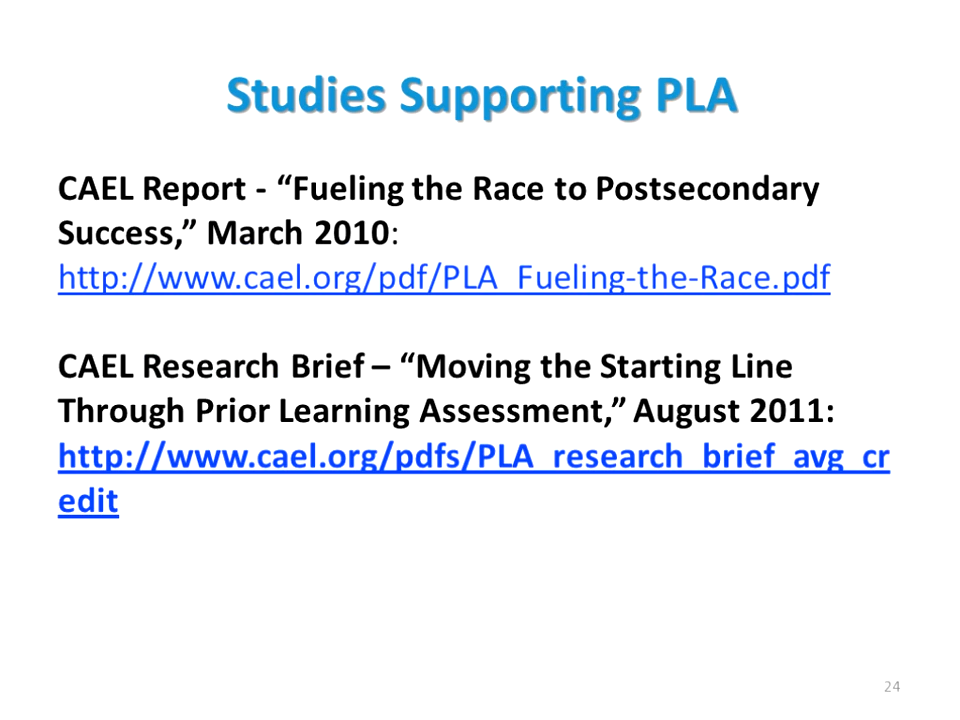 Studies Supporting PLA
CAEL Report - “Fueling the Race to Postsecondary
Success,” March 2010:
http://www.cael.org/pdf/PLA_Fueling-the-Race.pdf
CAEL Research Brief – “Moving the Starting Line
Through Prior Learning Assessment,” August 2011:
http://www.cael.org/pdfs/PLA_research_brief_avg_cr
edit
24